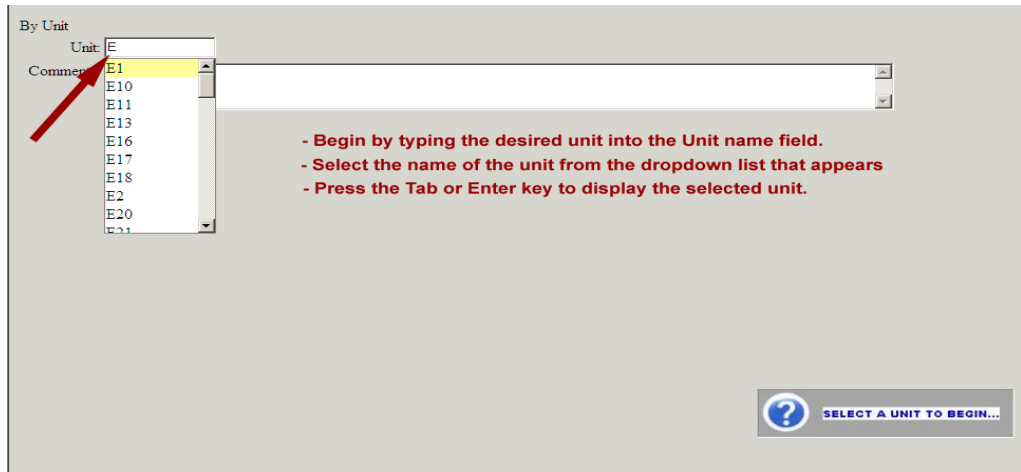 By Unit
Unit: E
Comment
E1
E10
E11
E13
E16
E17
E18
E2
E20
E21
- Begin by typing the desired unit into the Unit name field.
- Select the name of the unit from the dropdown list that appears
- Press the Tab or Enter key to display the selected unit.
?
SELECT A UNIT TO BEGIN...